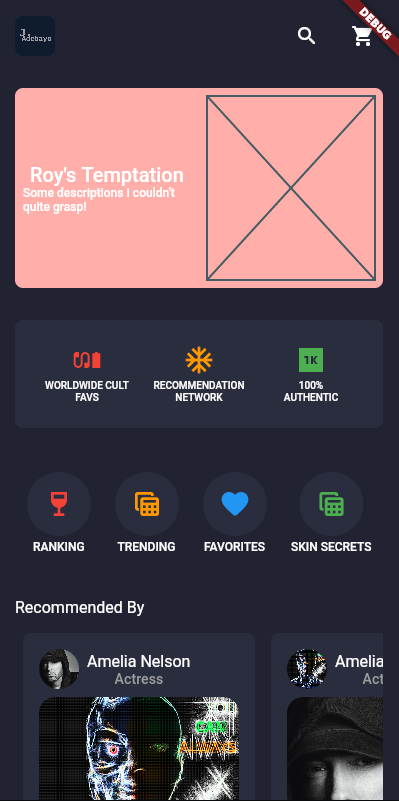 J.
Adebayo
DEBUG
Roy's Temptation
Some descriptions I couldn't
quite grasp!
WORLDWIDE CULT
FAVS
RECOMMENDATION
NETWORK
1K
100%
AUTHENTIC
RANKING
TRENDING
FAVORITES
SKIN SECRETS
Recommended By
Amelia Nelson
Actress
Amelia
Act
ALWAYS